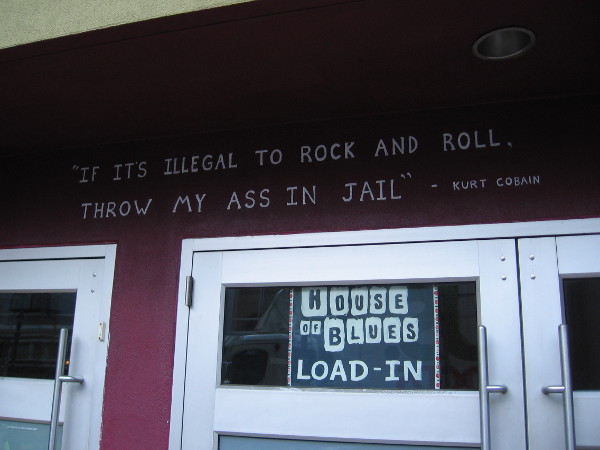 "IF IT'S ILLEGAL TO ROCK AND ROLL,
THROW MY ASS IN JAIL" - KURT COBAIN
HOUSE
OF BLUES
LOAD-IN